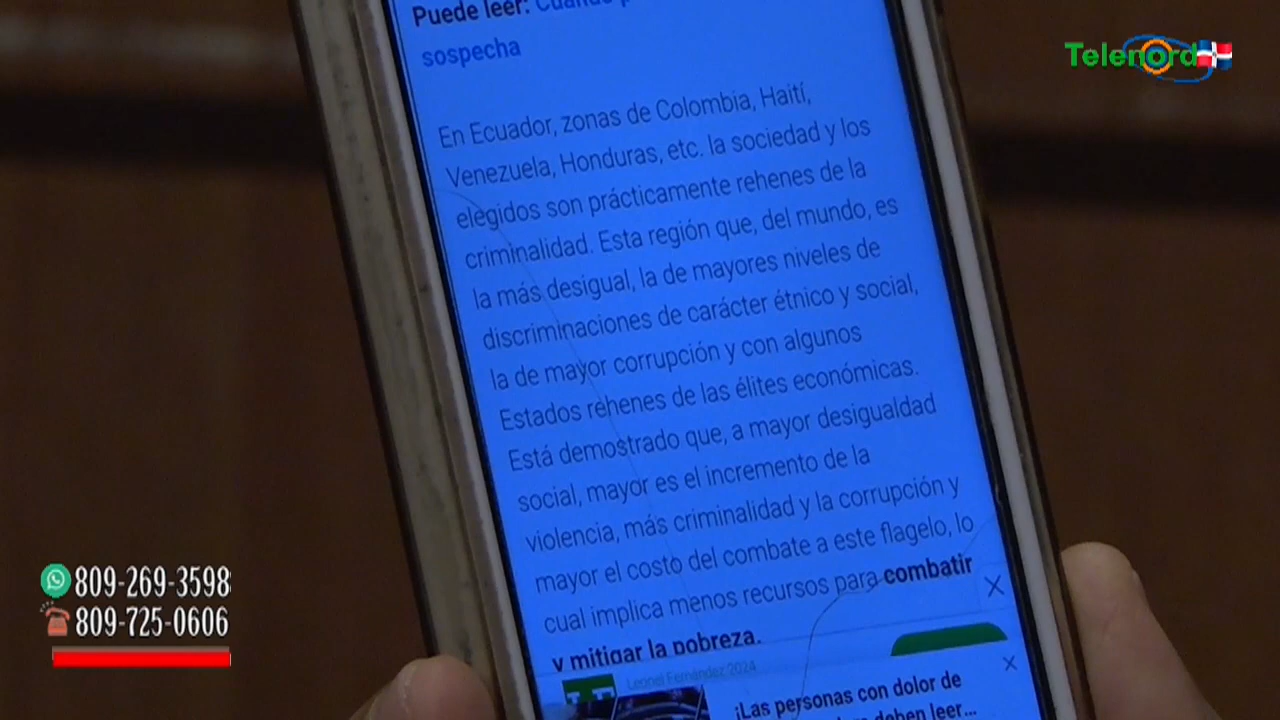 Puede leer: Cuando
sospecha
Telenord
En Ecuador, zonas de Colombia, Haití,
Venezuela, Honduras, etc. la sociedad y los
elegidos son prácticamente rehenes de la
criminalidad. Esta región que, del mundo, es
la más desigual, la de mayores niveles de
discriminaciones de carácter étnico y social,
la de mayor corrupción y con algunos
Estados rehenes de las élites económicas.
Está demostrado que, a mayor desigualdad
social, mayor es el incremento de la
violencia, más criminalidad y la corrupción y
mayor el costo del combate a este flagelo, lo
cual implica menos recursos para combatir
y mitigar la pobreza.
Leonel Fernández 2024
¡Las personas con dolor de
deben leer...
809-269-3598
809-725-0606